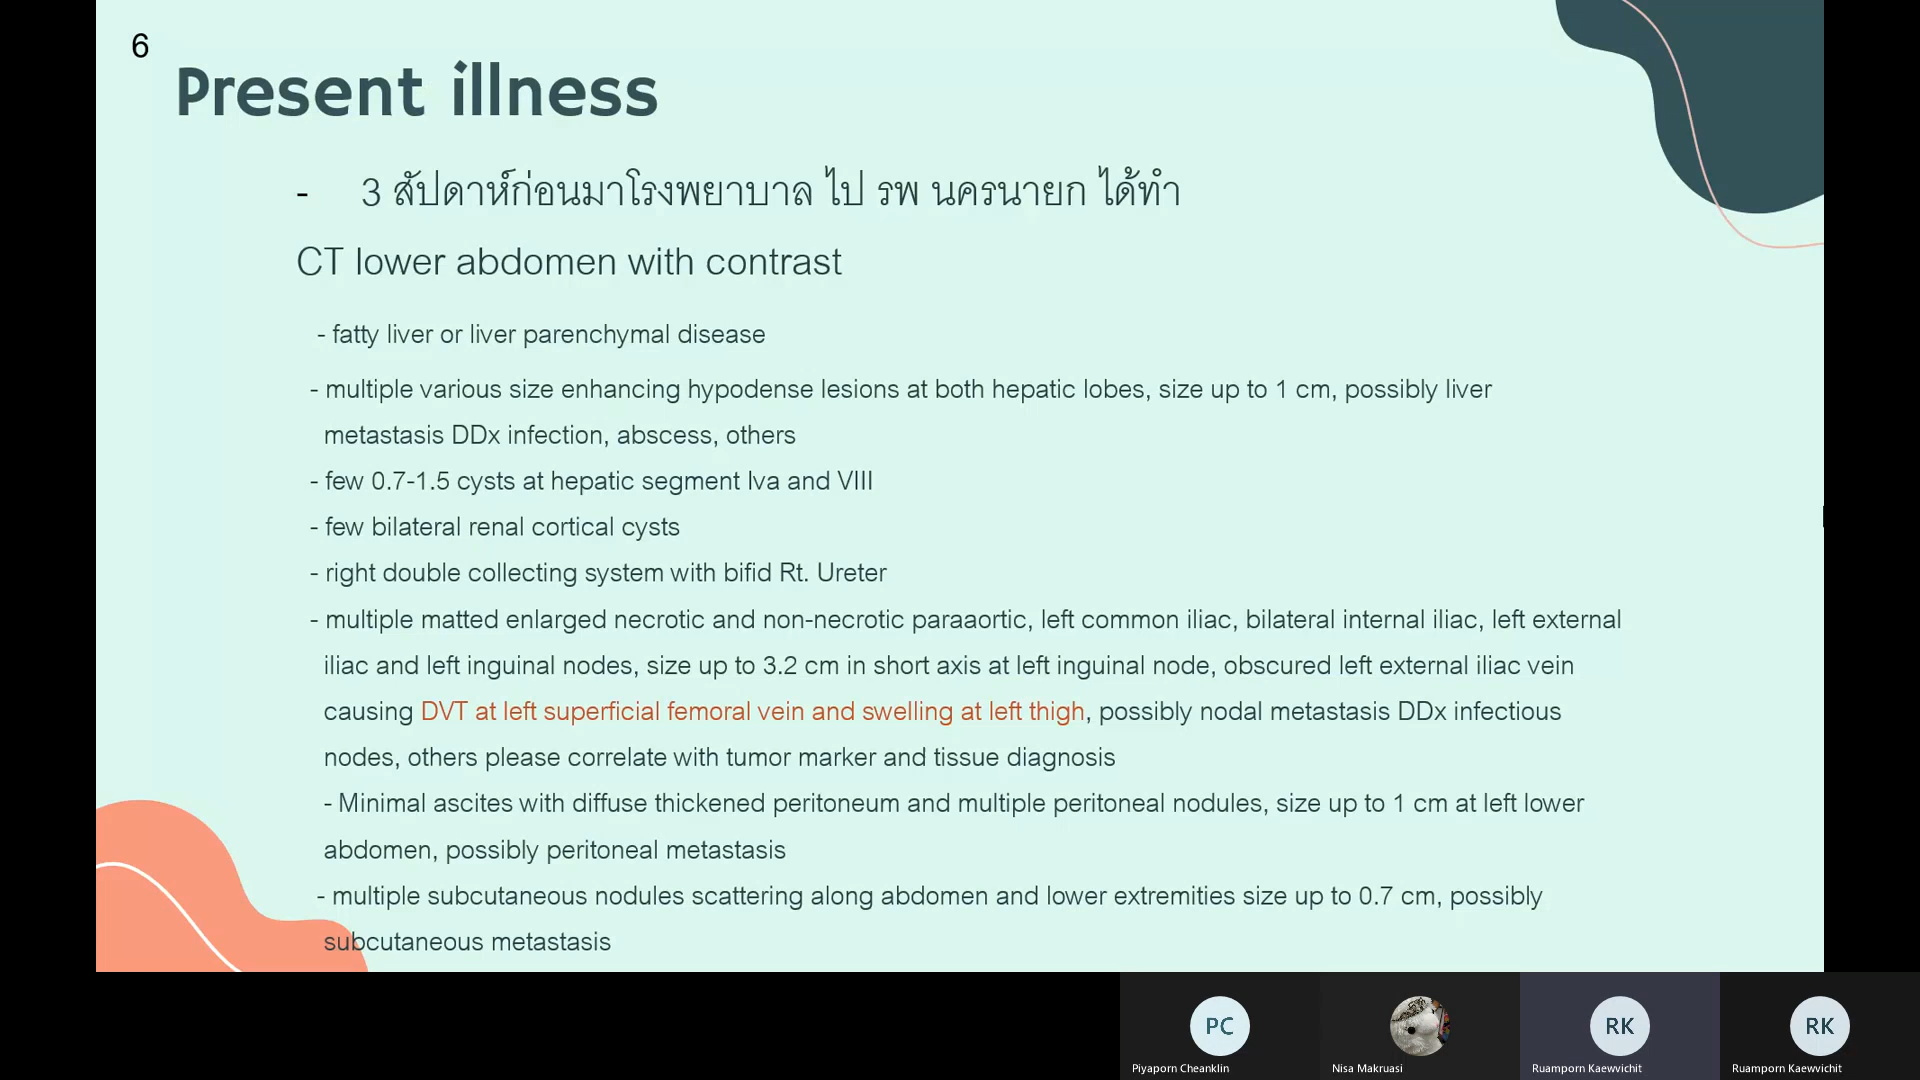 6
Present illness
- 3 สัปดาห์ก่อนมาโรงพยาบาล ไป รพ นครนายก ได้ทำ
CT lower abdomen with contrast
- fatty liver or liver parenchymal disease
- multiple various size enhancing hypodense lesions at both hepatic lobes, size up to 1 cm, possibly liver
metastasis DDx infection, abscess, others
- few 0.7-1.5 cysts at hepatic segment Iva and VIII
- few bilateral renal cortical cysts
- right double collecting system with bifid Rt. Ureter
- multiple matted enlarged necrotic and non-necrotic paraaortic, left common iliac, bilateral internal iliac, left external
iliac and left inguinal nodes, size up to 3.2 cm in short axis at left inguinal node, obscured left external iliac vein
causing DVT at left superficial femoral vein and swelling at left thigh, possibly nodal metastasis DDx infectious
nodes, others please correlate with tumor marker and tissue diagnosis
- Minimal ascites with diffuse thickened peritoneum and multiple peritoneal nodules, size up to 1 cm at left lower
abdomen, possibly peritoneal metastasis
- multiple subcutaneous nodules scattering along abdomen and lower extremities size up to 0.7 cm, possibly
subcutaneous metastasis
PC RK RK
Piyaporn Cheanklin Nisa Makruasi Ruamporn Kaewvichit Ruamporn Kaewvichit